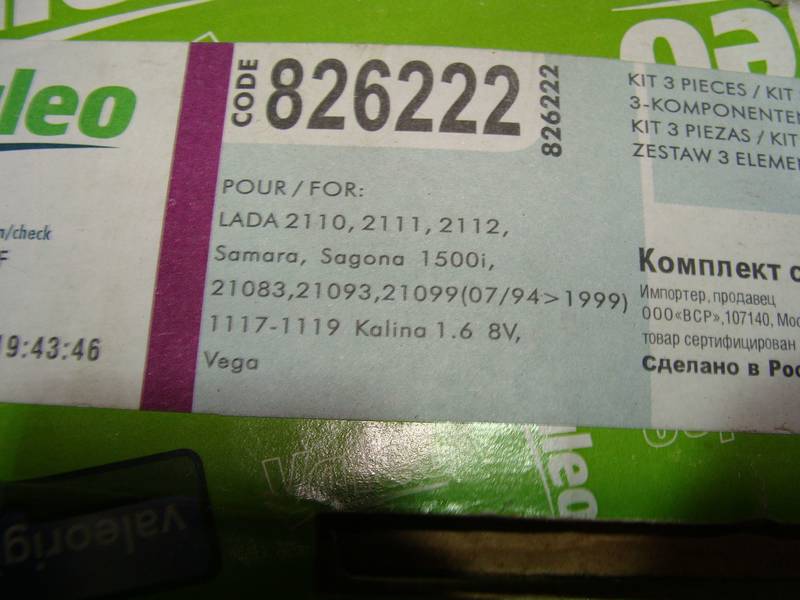 leo
CODE 826222
826222
KIT 3 PIECES / KIT
3-KOMPONENTEN
KIT 3 PIEZAS / KIT
ZESTAW 3 ELEMEN
/check
F
19:43:46
POUR / FOR:
LADA 2110, 2111, 2112,
Samara, Sagona 1500i,
21083,21093,21099(07/94>1999)
1117-1119 Kalina 1.6 8V,
Vega
Комплект с
Импортер, продавец
ООО«ВСР»,107140, Мос
товар сертифицирован
Сделано в Рос
leo
valeorig